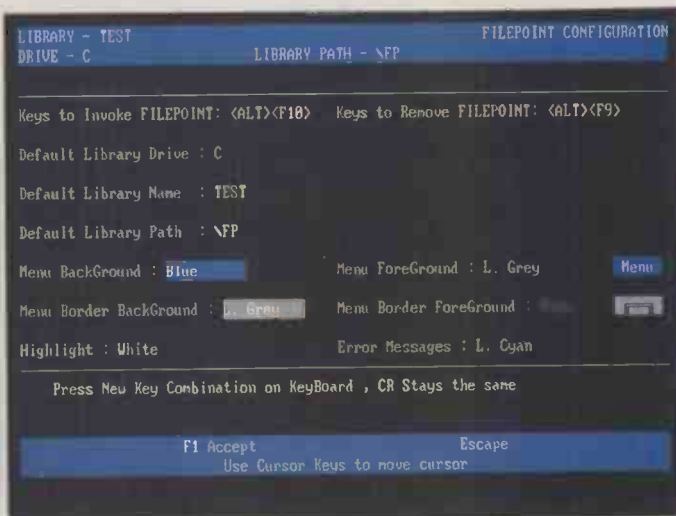 LIBRARY - TEST
FILEPOINT CONFIGURATION
DRIVE - C
LIBRARY PATH - \FP
Keys to Invoke FILEPOINT: <ALT><F10>
Keys to Remove FILEPOINT: <ALT><F9>
Default Library Drive : C
Default Library Name : TEST
Default Library Path : \FP
Menu BackGround : Blue
Menu ForeGround : L. Grey
Menu
Menu Border BackGround : L. Grey
Menu Border ForeGround :
Highlight : White
Error Messages : L. Cyan
Press New Key Combination on KeyBoard , CR Stays the same
F1 Accept
Escape
Use Cursor Keys to move cursor